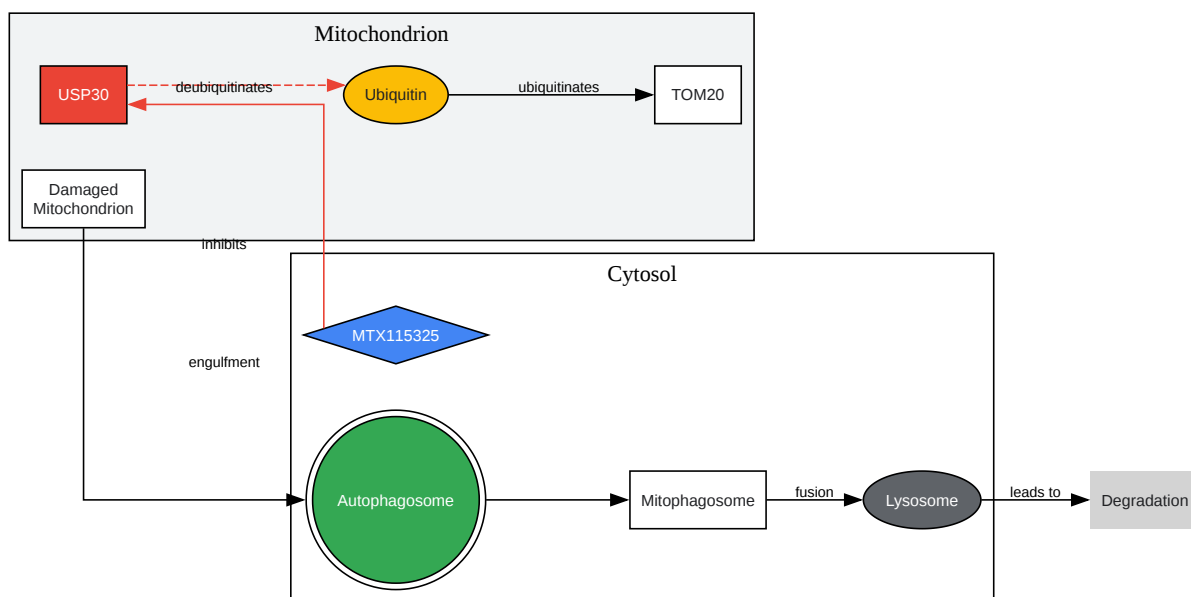 Mitochondrion
USP30
deubiquitinates
Ubiquitin
ubiquitinates
TOM20
Damaged
Mitochondrion
inhibits
Cytosol
MTX115325
engulfment
Autophagosome
Mitophagosome
fusion
Lysosome
leads to
Degradation